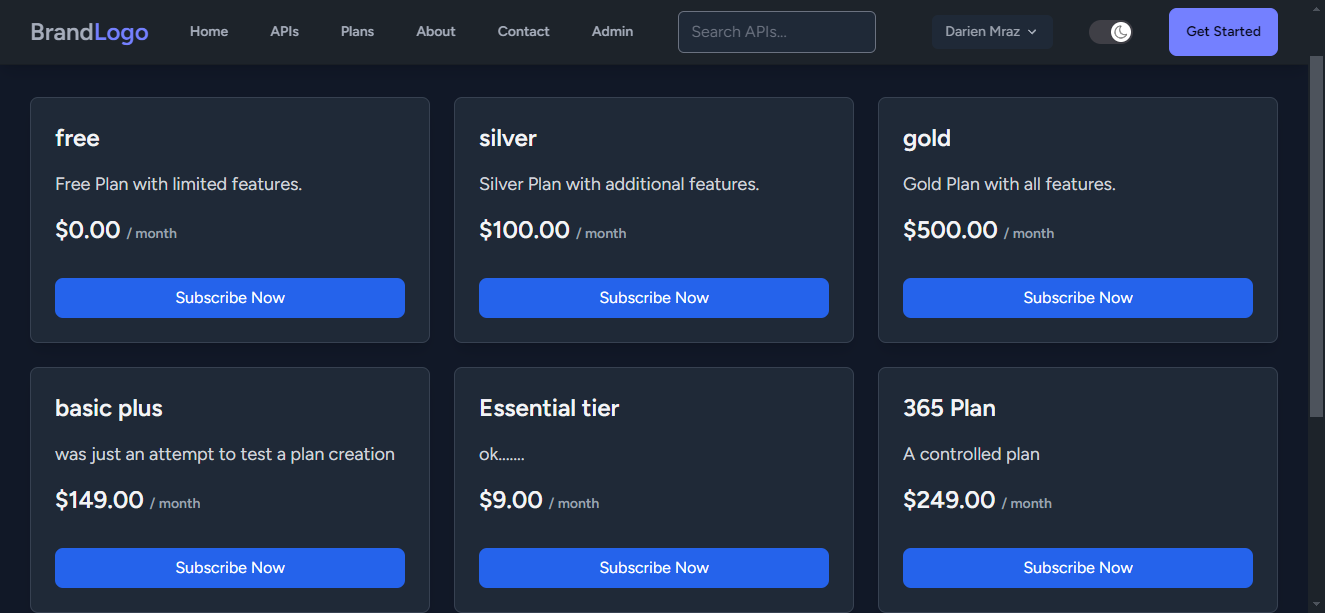 BrandLogo Home APIs Plans About Contact Admin Search APIs... Darien Mraz Get Started
free
Free Plan with limited features.
$0.00 / month
Subscribe Now
silver
Silver Plan with additional features.
$100.00 / month
Subscribe Now
gold
Gold Plan with all features.
$500.00 / month
Subscribe Now
basic plus
was just an attempt to test a plan creation
$149.00 / month
Subscribe Now
Essential tier
ok.......
$9.00 / month
Subscribe Now
365 Plan
A controlled plan
$249.00 / month
Subscribe Now